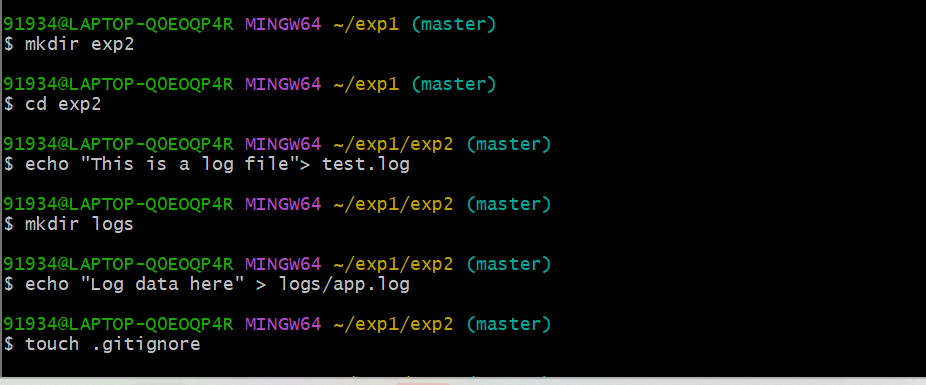 91934@LAPTOP-Q0EOQP4R MINGW64 ~/exp1 (master)
$ mkdir exp2
91934@LAPTOP-Q0EOQP4R MINGW64 ~/exp1 (master)
$ cd exp2
91934@LAPTOP-Q0EOQP4R MINGW64 ~/exp1/exp2 (master)
$ echo "This is a log file"> test.log
91934@LAPTOP-Q0EOQP4R MINGW64 ~/exp1/exp2 (master)
$ mkdir logs
91934@LAPTOP-Q0EOQP4R MINGW64 ~/exp1/exp2 (master)
$ echo "Log data here" > logs/app.log
91934@LAPTOP-Q0EOQP4R MINGW64 ~/exp1/exp2 (master)
$ touch .gitignore